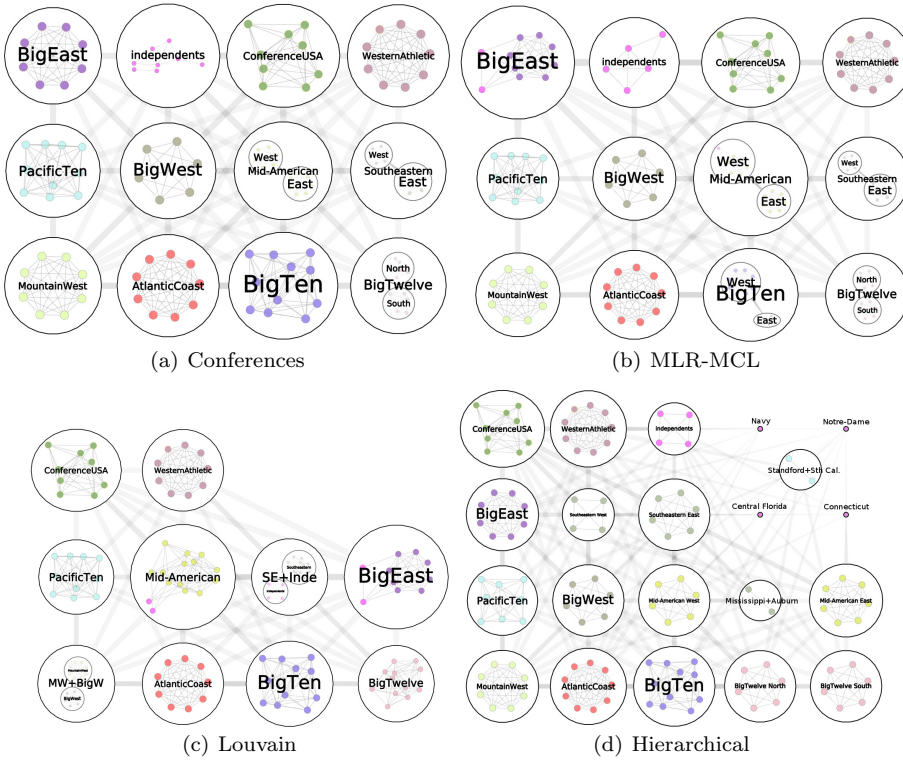 BigEast
independents
ConferenceUSA
WesternAthletic
PacificTen
BigWest
West
Mid-American
East
West
Southeastern
East
MountainWest
AtlanticCoast
BigTen
North
BigTwelve
South
(a) Conferences
BigEast
independents
ConferenceUSA
WesternAthletic
PacificTen
BigWest
West
Mid-American
East
West
Southeastern
East
MountainWest
AtlanticCoast
West
BigTen
East
North
BigTwelve
South
(b) MLR-MCL
ConferenceUSA
WesternAthletic
PacificTen
Mid-American
Southeastern
SE+Inde
Independents
BigEast
MountainWest
MW+BigW
BigWest
AtlanticCoast
BigTen
BigTwelve
(c) Louvain
ConferenceUSA
WesternAthletic
Independents
Navy
Notre-Dame
Standford+Sth Cal.
BigEast
Southeastern West
Southeastern East
Central Florida
Connecticut
PacificTen
BigWest
Mid-American West
Mississippi+Auburn
Mid-American East
MountainWest
AtlanticCoast
BigTen
BigTwelve North
BigTwelve South
(d) Hierarchical